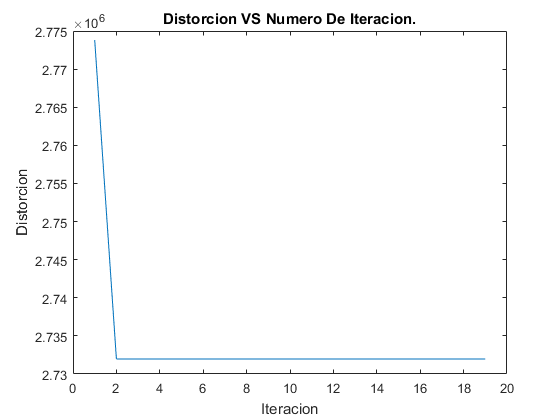 Distorcion VS Numero De Iteracion.
×10^6
2.775
2.77
2.765
2.76
2.755
2.75
2.745
2.74
2.735
2.73
Distorcion
0 2 4 6 8 10 12 14 16 18 20
Iteracion